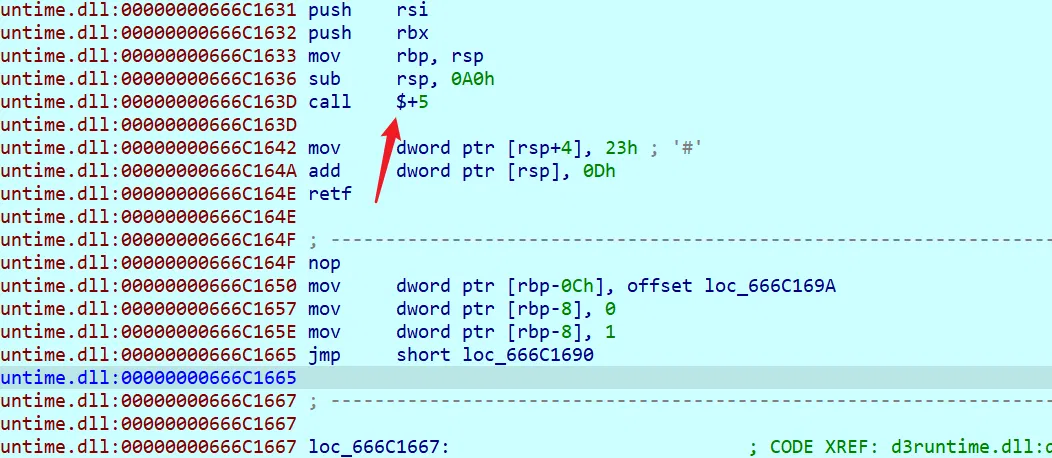 untime.dll:00000000666C1631 push    rsi
untime.dll:00000000666C1632 push    rbx
untime.dll:00000000666C1633 mov     rbp, rsp
untime.dll:00000000666C1636 sub     rsp, 0A0h
untime.dll:00000000666C163D call    $+5
untime.dll:00000000666C163D
untime.dll:00000000666C1642 mov     dword ptr [rsp+4], 23h ; '#'
untime.dll:00000000666C164A add     dword ptr [rsp], 0Dh
untime.dll:00000000666C164E retf
untime.dll:00000000666C164E
untime.dll:00000000666C164F ; ---------------------------------------------------------------------------
untime.dll:00000000666C164F nop
untime.dll:00000000666C1650 mov     dword ptr [rbp-0Ch], offset loc_666C169A
untime.dll:00000000666C1657 mov     dword ptr [rbp-8], 0
untime.dll:00000000666C165E mov     dword ptr [rbp-8], 1
untime.dll:00000000666C1665 jmp     short loc_666C1690
untime.dll:00000000666C1665
untime.dll:00000000666C1667 ; ---------------------------------------------------------------------------
untime.dll:00000000666C1667
untime.dll:00000000666C1667 loc_666C1667:                           ; CODE XREF: d3runtime.dll: